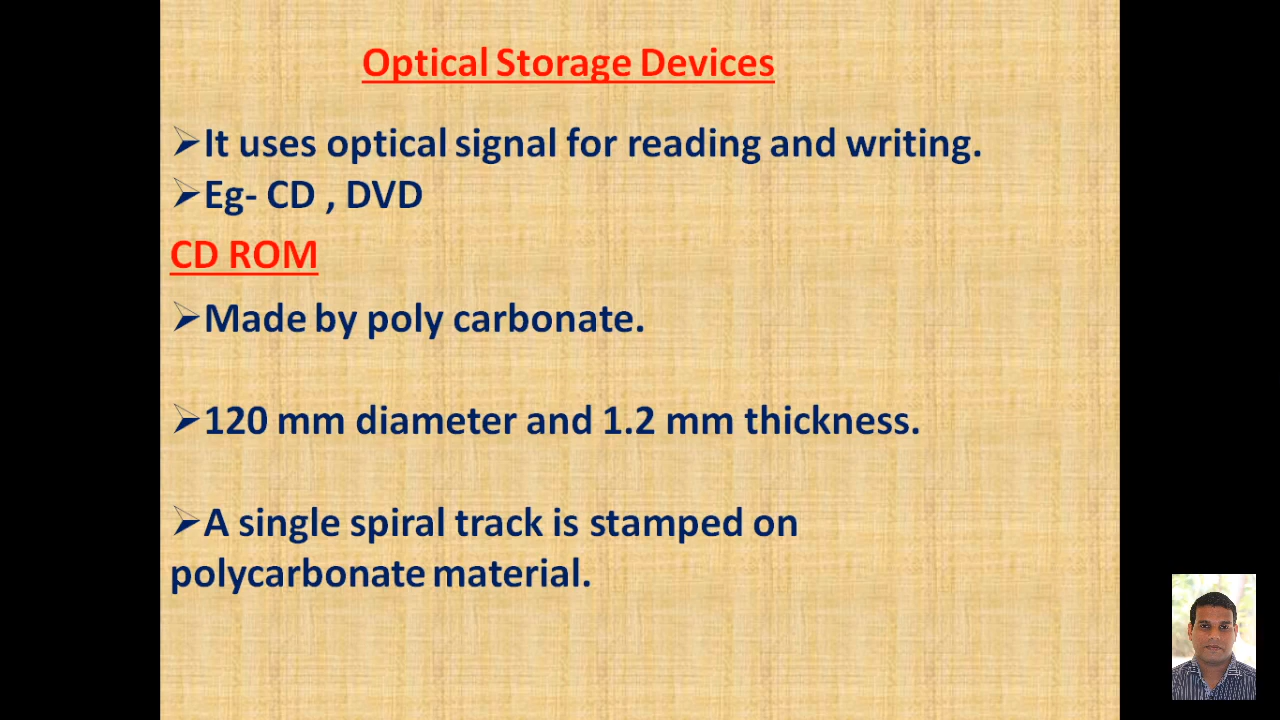 Optical Storage Devices
➢It uses optical signal for reading and writing.
➢Eg- CD , DVD
CD ROM
➢Made by poly carbonate.
➢120 mm diameter and 1.2 mm thickness.
➢A single spiral track is stamped on
polycarbonate material.